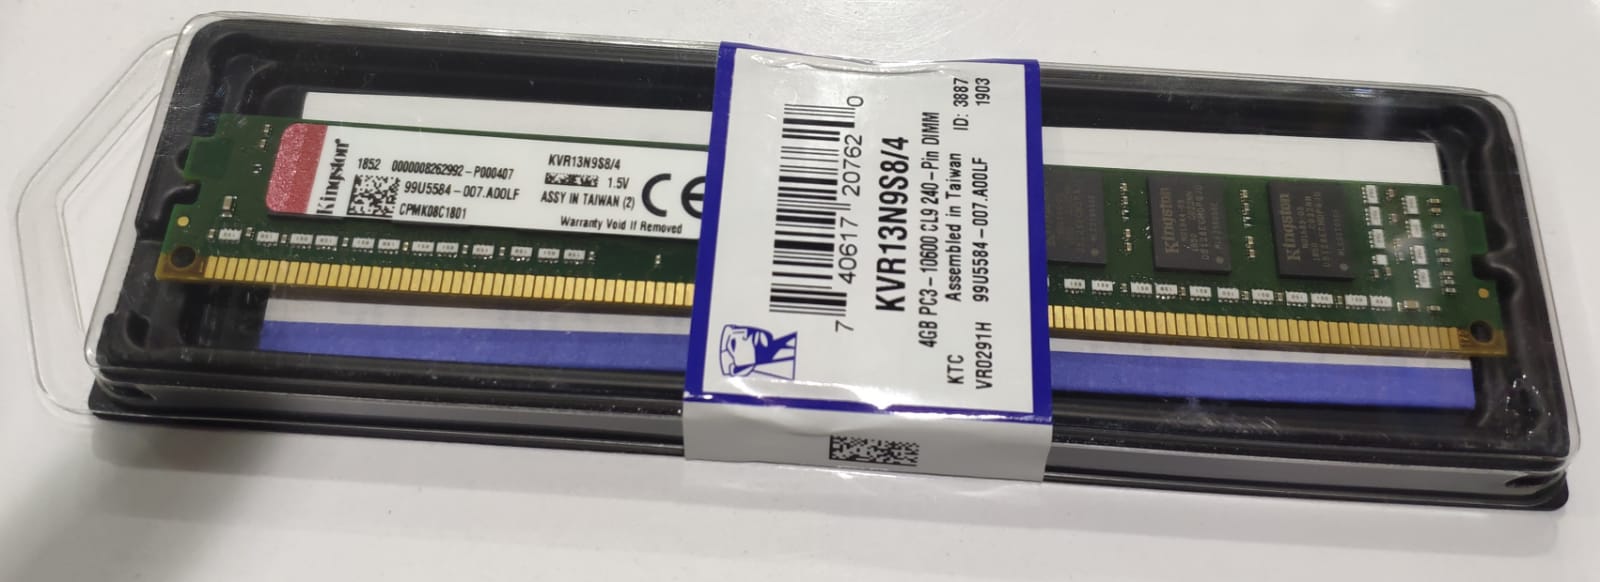 Kingston
1852 0000008262992-P000407
99U5584-007.A00LF
CPMK08C1801
KVR13N9S8/4
1.5V
ASSY IN TAIWAN (2)
Warranty Void If Removed
CE
7 40617 20762 0
KVR13N9S8/4
4GB PC3-10600 CL9 240-Pin DIMM
KTC Assembled in Taiwan ID: 3887
VR0291H 99U5584-007.A00LF 1903
Kingston
Kingston